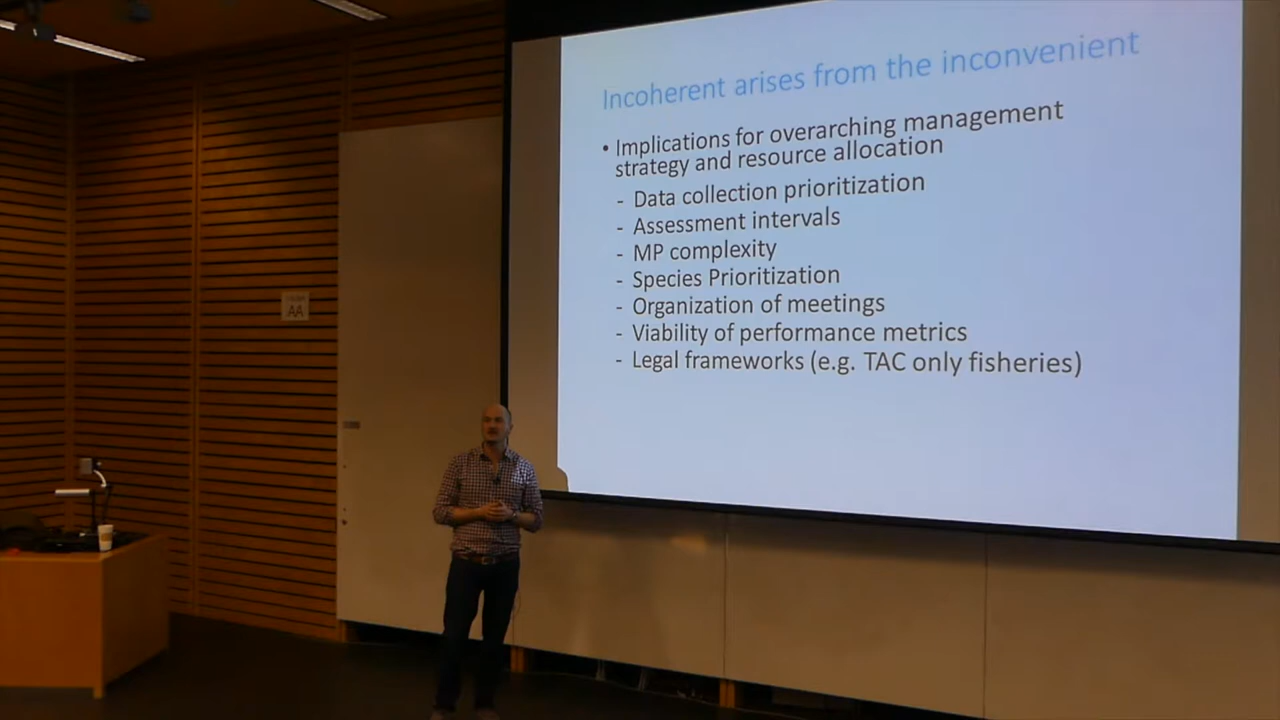 Incoherent arises from the inconvenient
• Implications for overarching management
strategy and resource allocation
- Data collection prioritization
- Assessment intervals
- MP complexity
- Species Prioritization
- Organization of meetings
- Viability of performance metrics
- Legal frameworks (e.g. TAC only fisheries)
AA